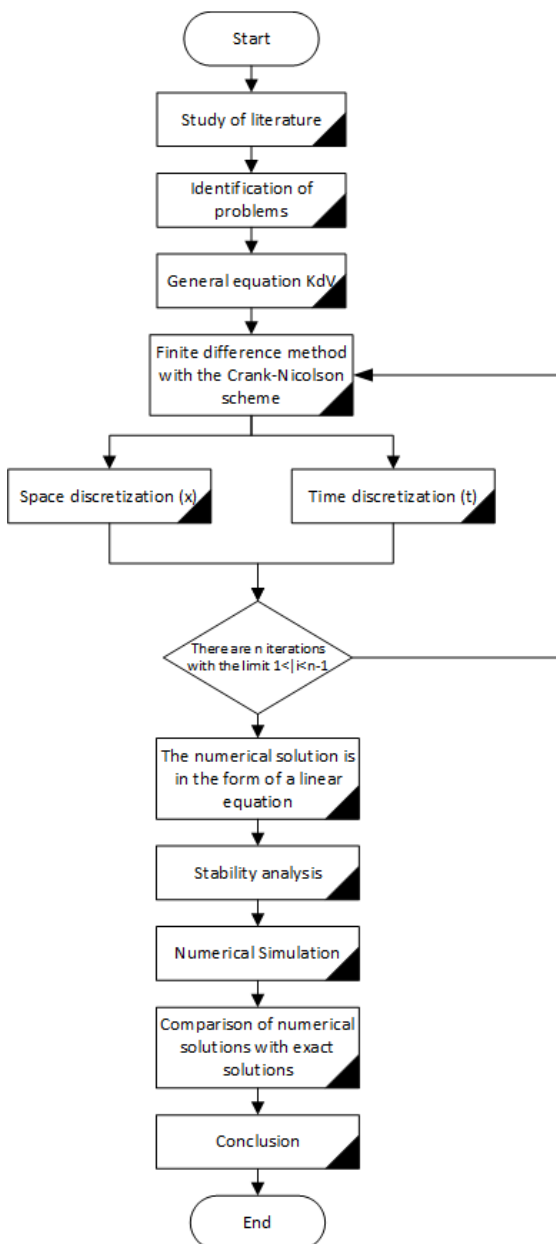 Start
Study of literature
Identification of
problems
General equation KdV
Finite difference method
with the Crank-Nicolson
scheme
Space discretization (x)
Time discretization (t)
There are n iterations
with the limit 1<|i<n-1
The numerical solution is
in the form of a linear
equation
Stability analysis
Numerical Simulation
Comparison of numerical
solutions with exact
solutions
Conclusion
End